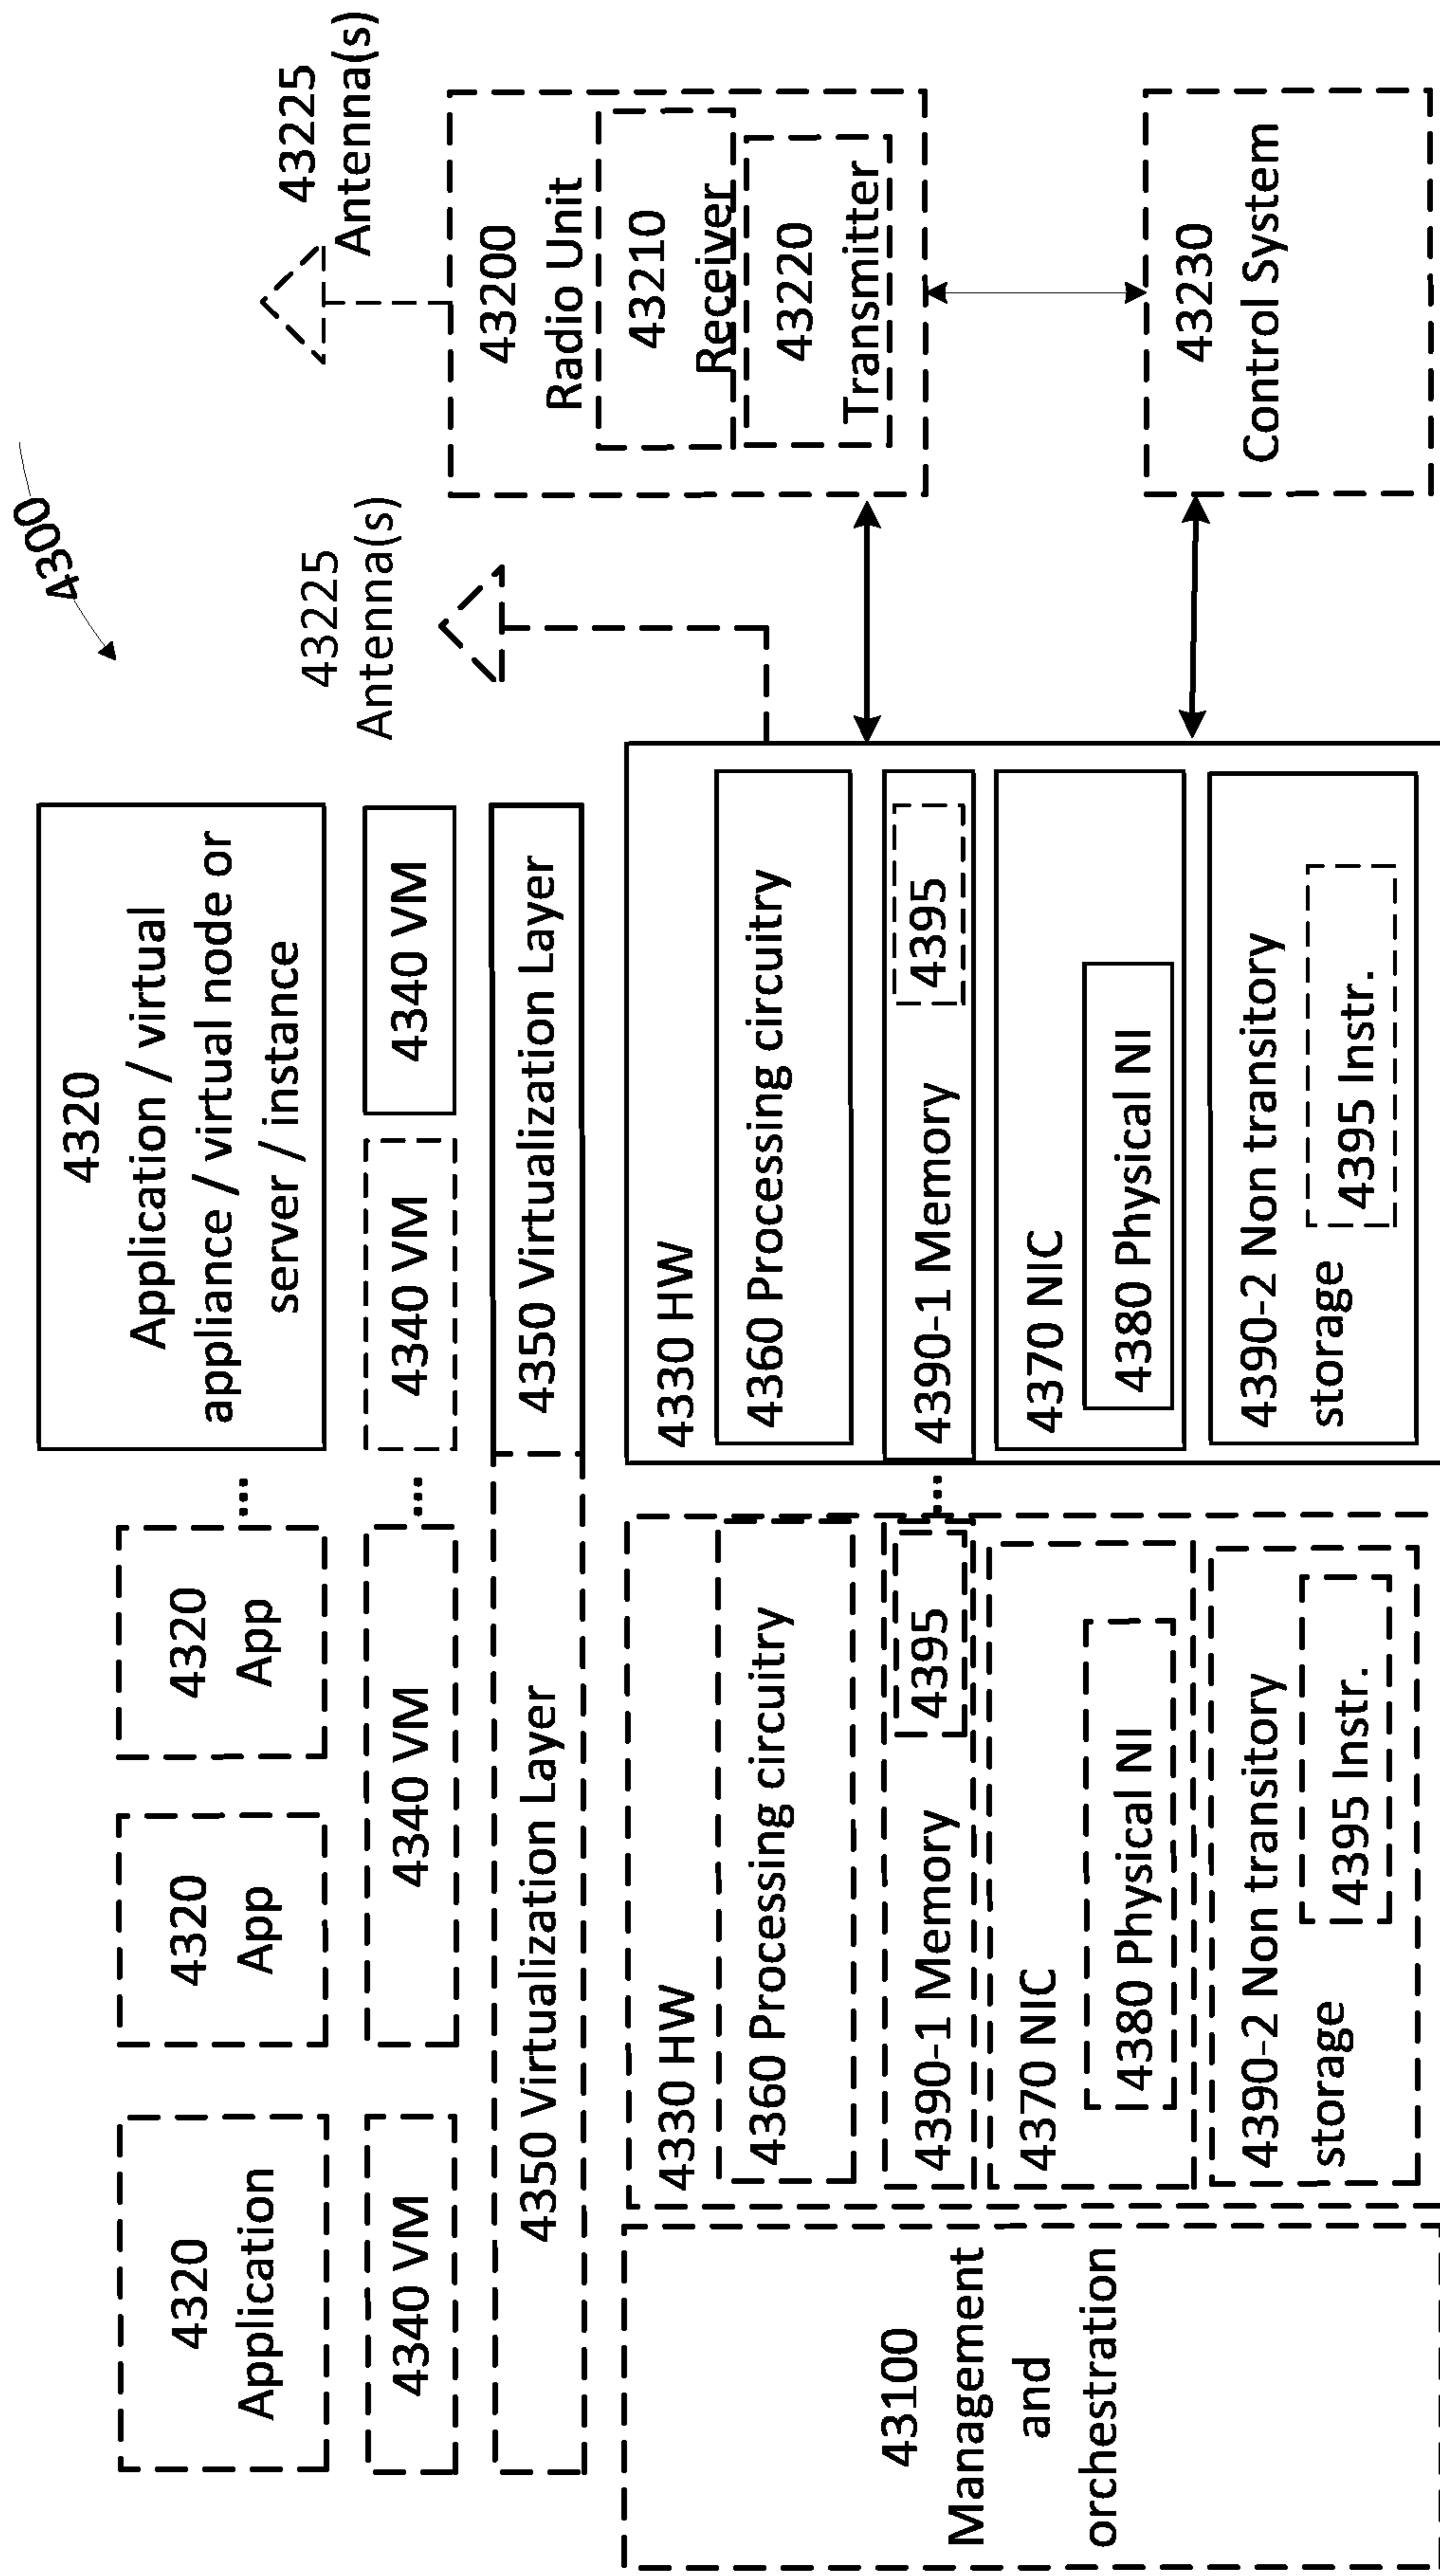 4300
4320
Application
4320
App
4320
App
...
4320
Application / virtual
appliance / virtual node or
server / instance
4340 VM
4340 VM
...
4340 VM
4340 VM
4350 Virtualization Layer
4350 Virtualization Layer
43225
Antenna(s)
43225
Antenna(s)
43100
Management
and
orchestration
4330 HW
4360 Processing circuitry
4390-1 Memory
4395
4370 NIC
4380 Physical NI
4390-2 Non transitory
storage
4395 Instr.
...
4330 HW
4360 Processing circuitry
4390-1 Memory
4395
4370 NIC
4380 Physical NI
4390-2 Non transitory
storage
4395 Instr.
43200
Radio Unit
43210
Receiver
43220
Transmitter
43230
Control System